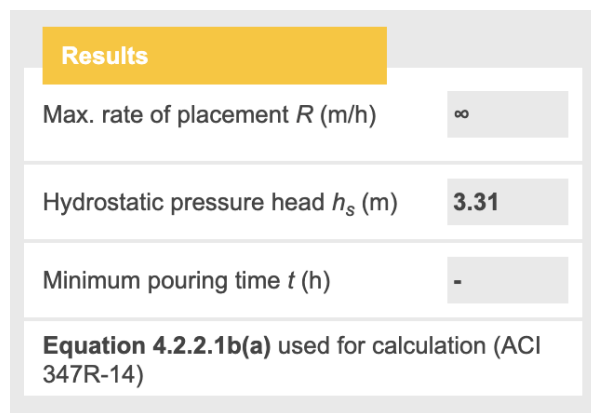 Results
Max. rate of placement R (m/h)
∞
Hydrostatic pressure head hs (m)
3.31
Minimum pouring time t (h)
-
Equation 4.2.2.1b(a) used for calculation (ACI
347R-14)